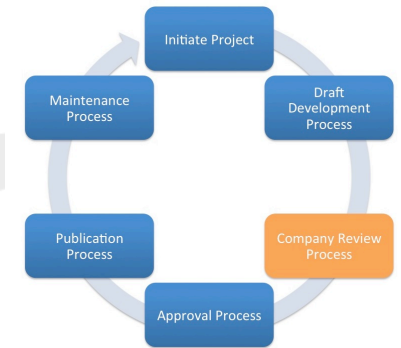 Initiate Project
Draft
Development
Process
Company Review
Process
Approval Process
Publication
Process
Maintenance
Process